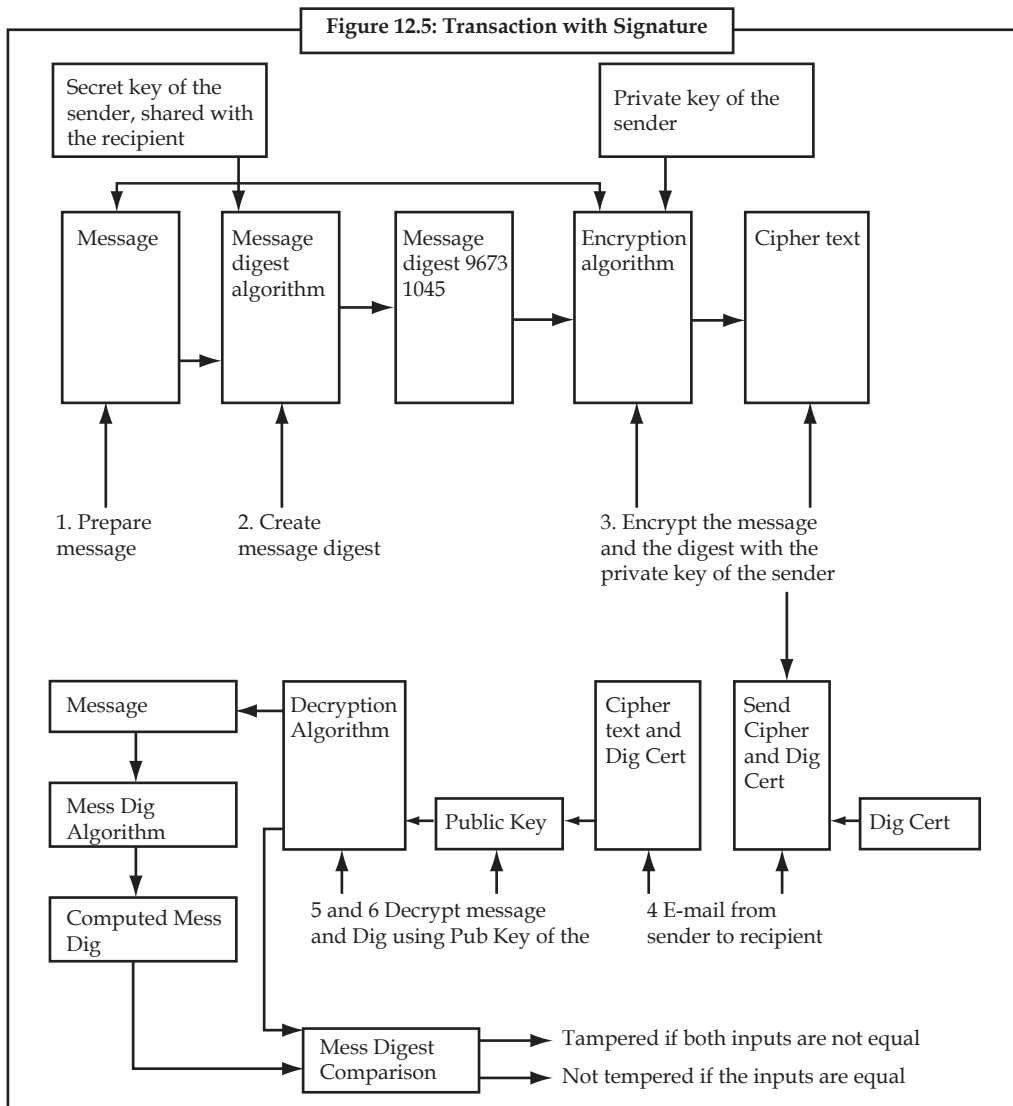 Figure 12.5: Transaction with Signature
Secret key of the
sender, shared with
the recipient
Private key of the
sender
Message
Message
digest
algorithm
Message
digest 9673
1045
Encryption
algorithm
Cipher text
1. Prepare
message
2. Create
message digest
3. Encrypt the message
and the digest with the
private key of the sender
Message
Decryption
Algorithm
Cipher
text and
Dig Cert
Send
Cipher
and Dig
Cert
Mess Dig
Algorithm
Public Key
Dig Cert
Computed Mess
Dig
5 and 6 Decrypt message
and Dig using Pub Key of the
4 E-mail from
sender to recipient
Mess Digest
Comparison
Tampered if both inputs are not equal
Not tempered if the inputs are equal